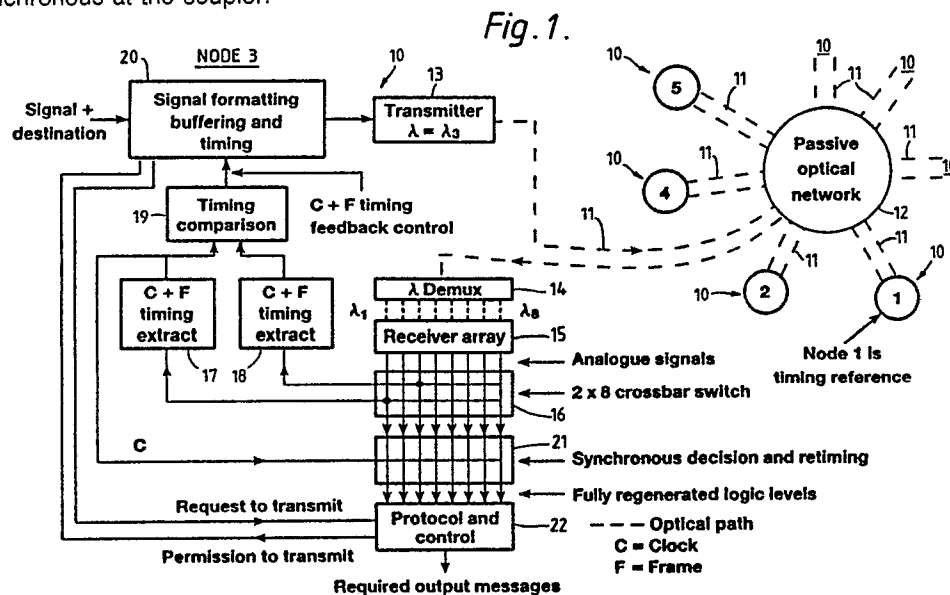 chronous at the coupler.
Fig.1.
20
NODE 3
10
13
Signal +
destination
Signal formatting
buffering and
timing
Transmitter
λ = λ₃
19
Timing
comparison
C + F timing
feedback control
C + F
timing
extract
17
C + F
timing
extract
18
λ Demux
14
λ₁
λ₈
Receiver array
15
Analogue signals
2 x 8 crossbar switch
16
C
21
Synchronous decision and retiming
Fully regenerated logic levels
Request to transmit
Permission to transmit
Protocol and
control
22
Required output messages
--- Optical path
C = Clock
F = Frame
10
5
11
10
11
10
Passive
optical
network
11
10
12
10
4
11
11
10
2
11
11
10
1
Node 1 is
timing reference